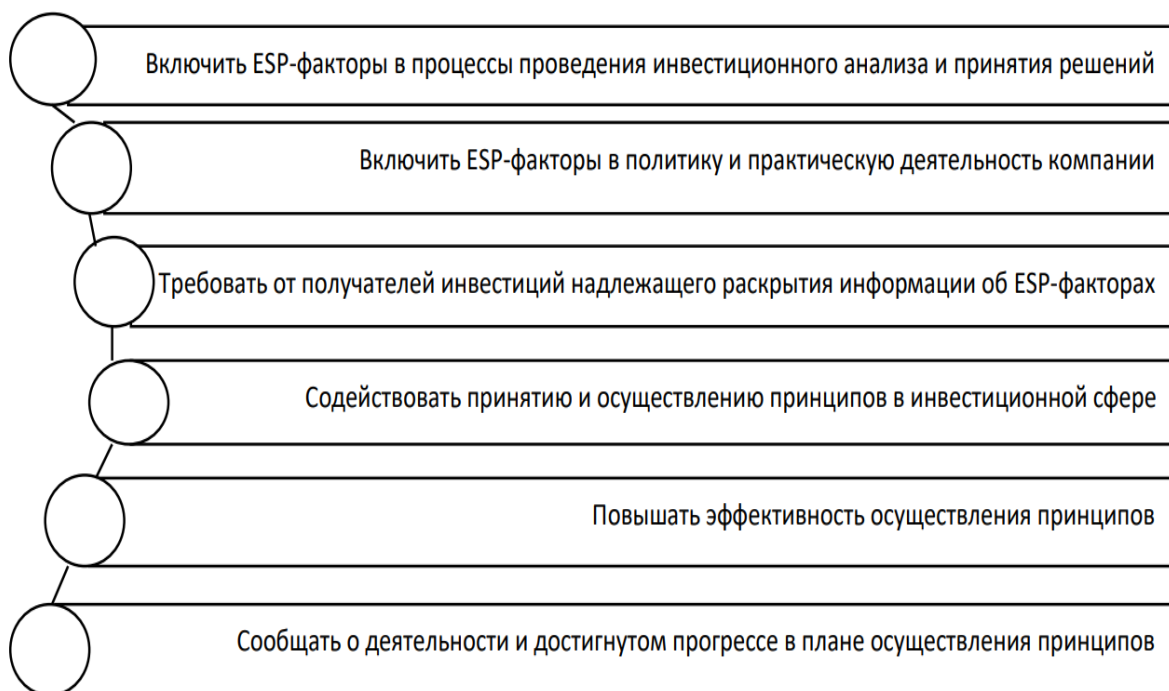 Включить ESP-факторы в процессы проведения инвестиционного анализа и принятия решений
Включить ESP-факторы в политику и практическую деятельность компании
Требовать от получателей инвестиций надлежащего раскрытия информации об ESP-факторах
Содействовать принятию и осуществлению принципов в инвестиционной сфере
Повышать эффективность осуществления принципов
Сообщать о деятельности и достигнутом прогрессе в плане осуществления принципов